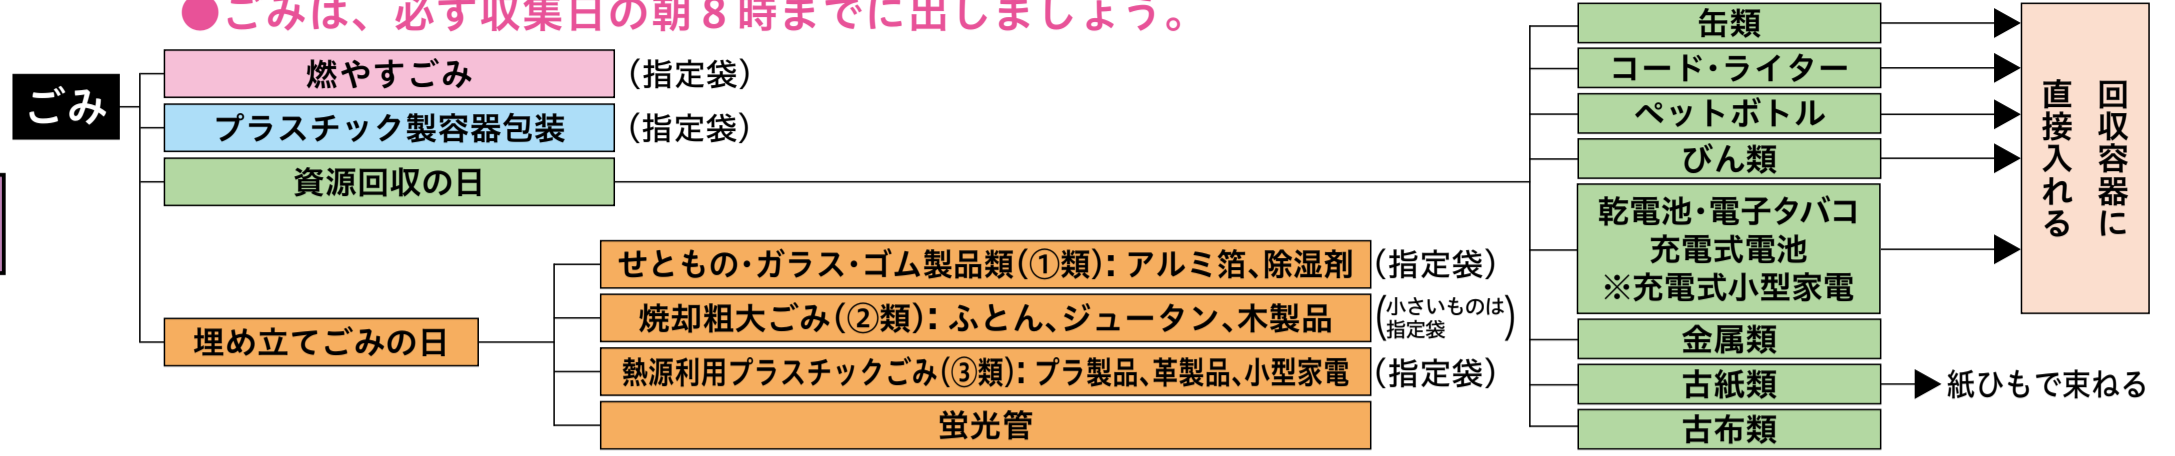 ●ごみは、必ず収集日の朝8時までに出しましょう。
ごみ
燃やすごみ
(指定袋)
プラスチック製容器包装
(指定袋)
資源回収の日
埋め立てごみの日
せともの・ガラス・ゴム製品類(①類):アルミ箔、除湿剤
(指定袋)
焼却粗大ごみ(②類):ふとん、ジュータン、木製品
(小さいものは
指定袋)
熱源利用プラスチックごみ(③類):プラ製品、革製品、小型家電
(指定袋)
蛍光管
缶類
コード・ライター
ペットボトル
びん類
乾電池・電子タバコ
充電式電池
※充電式小型家電
金属類
古紙類
古布類
回収容器に
直接入れる
紙ひもで束ねる